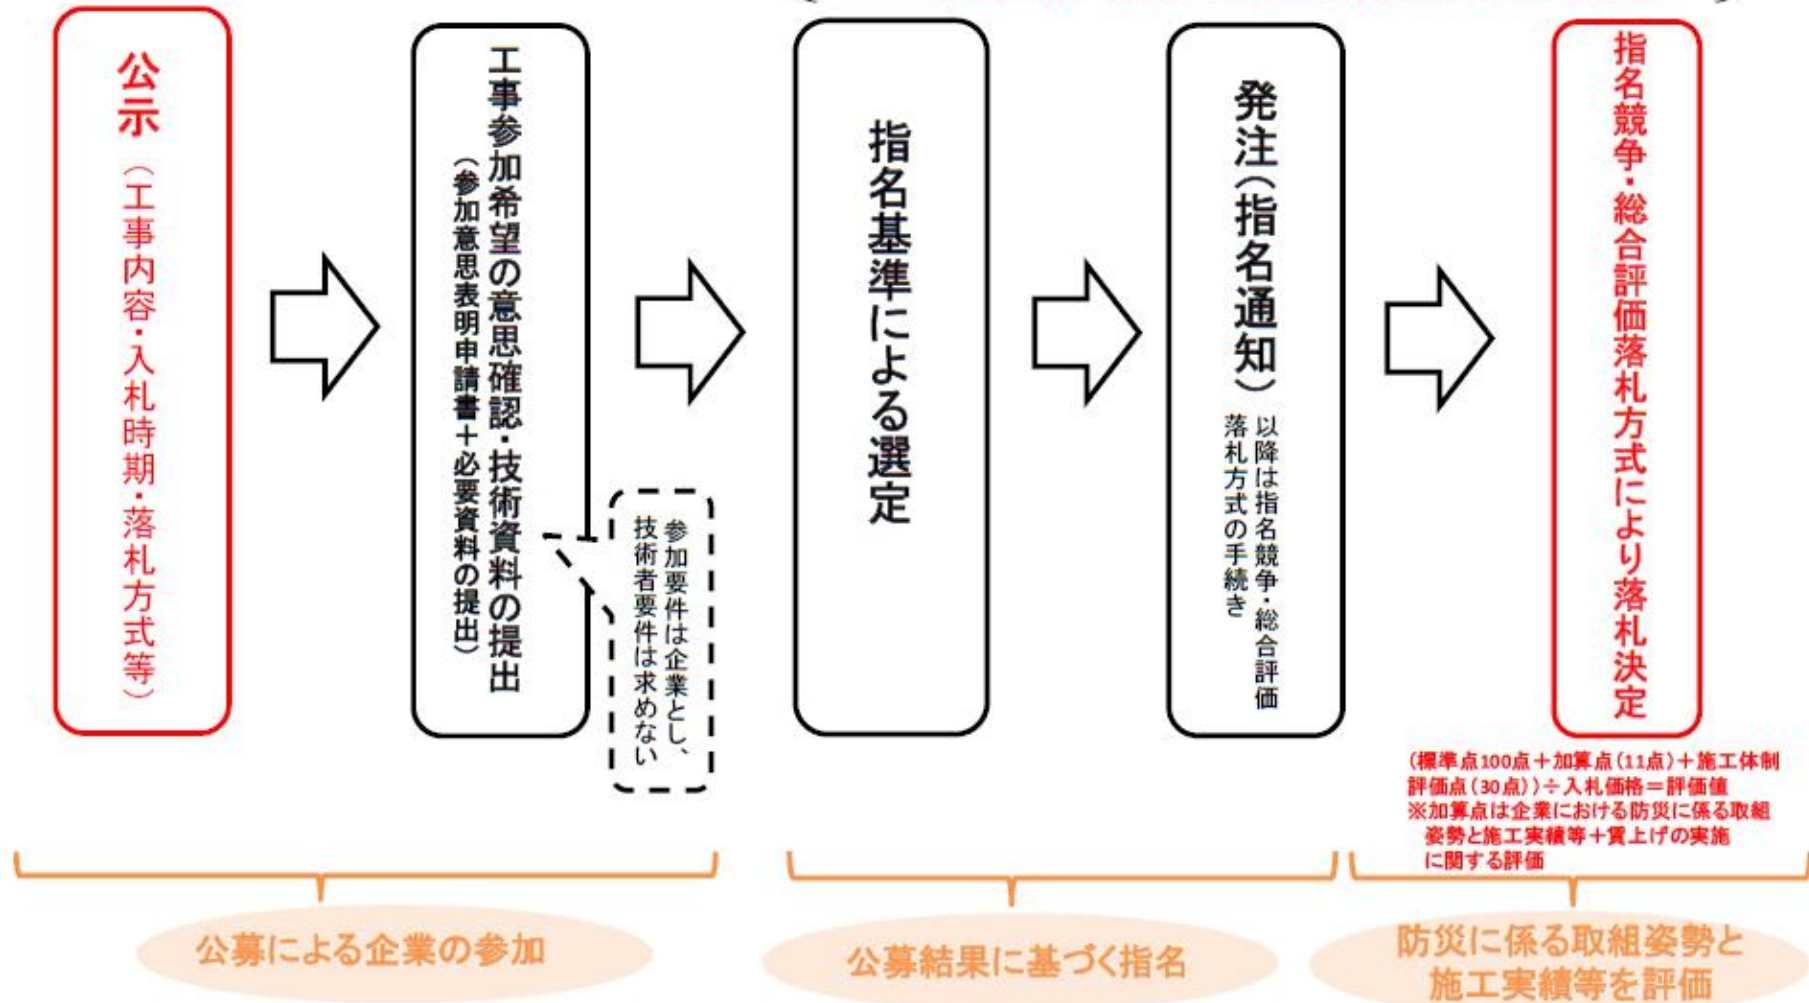 公示（工事内容・入札時期・落札方式等）
工事参加希望の意思確認・技術資料の提出
（参加意思表明申請書＋必要資料の提出）
参加要件は企業とし、
技術者要件は求めない
指名基準による選定
発注（指名通知）
以降は指名競争・総合評価
落札方式の手続き
指名競争・総合評価落札方式により落札決定
(標準点100点＋加算点(11点)＋施工体制
評価点(30点))÷入札価格＝評価値
※加算点は企業における防災に係る取組
姿勢と施工実績等＋賃上げの実施
に関する評価
公募による企業の参加
公募結果に基づく指名
防災に係る取組姿勢と
施工実績等を評価